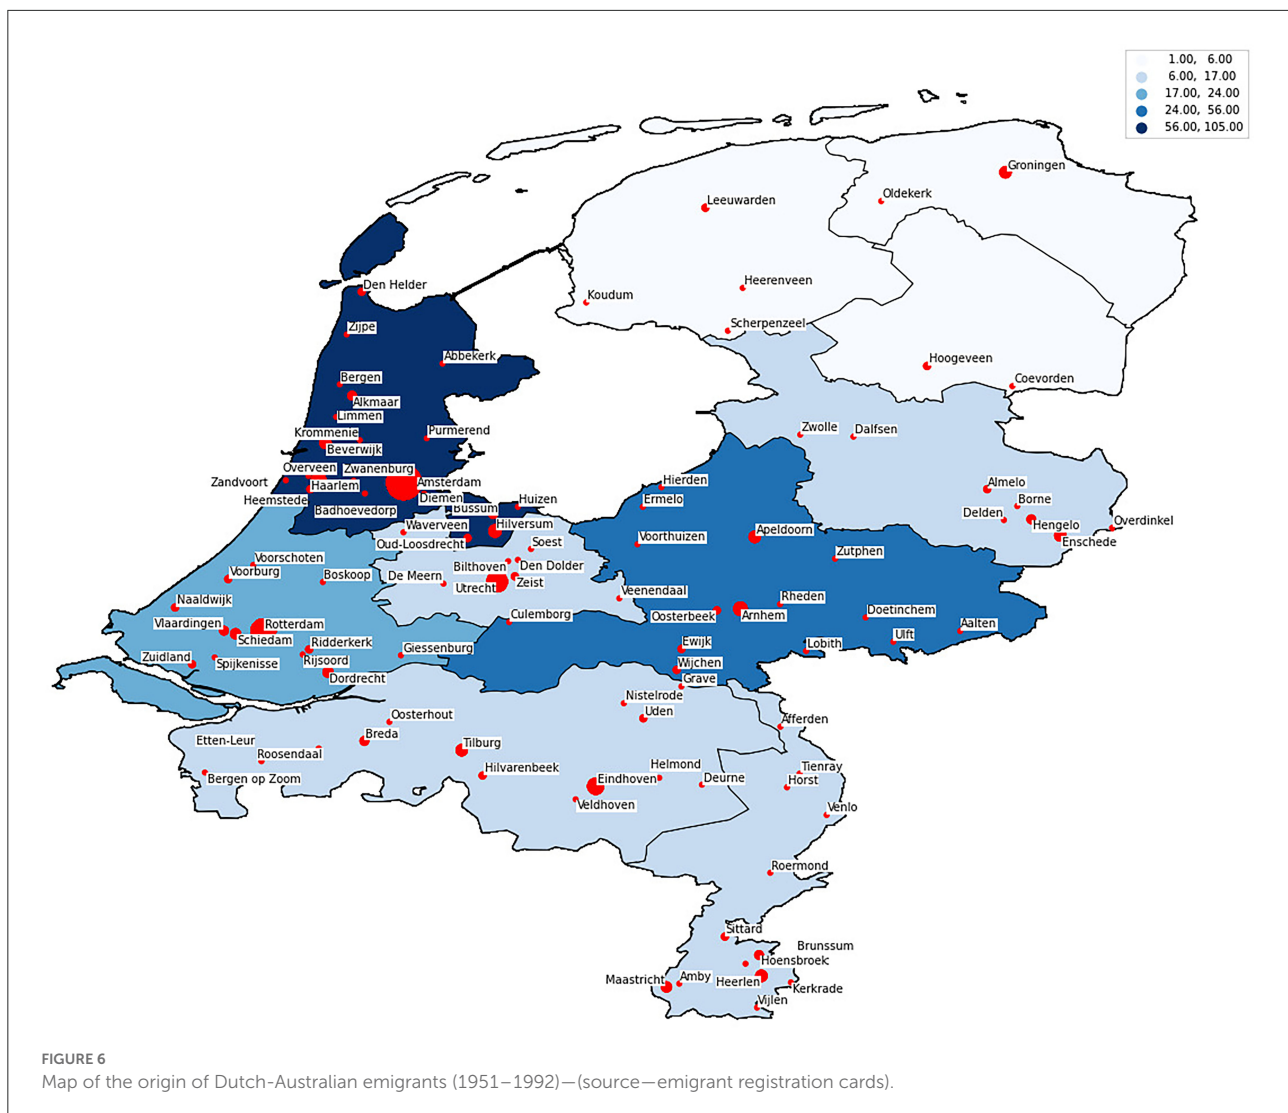 1.00, 6.00
6.00, 17.00
17.00, 24.00
24.00, 56.00
56.00, 105.00
Groningen
Oldekerk
Leeuwarden
Heerenveen
Koudum
Scherpenzeel
Hoogeveen
Coevorden
Den Helder
Zijpe
Abbekerk
Bergen
Alkmaar
Limmen
Krommenie
Purmerend
Beverwijk
Overveen
Zwanenburg
Zandvoort
Haarlem
Amsterdam
Heemstede
Diemen
Badhoevedorp
Bussum
Huizen
Waverveen
Hilversum
Oud-Loosdrecht
Soest
Zwolle
Dalfsen
Hierden
Ermelo
Almelo
Borne
Delden
Hengelo
Overdinkel
Enschede
Voorthuizen
Apeldoorn
Zutphen
Voorschoten
Voorburg
Boskoop
De Meern
Bilthoven
Den Dolder
Utrecht
Zeist
Veenendaal
Naaldwijk
Vlaardingen
Rotterdam
Schiedam
Culemborg
Oosterbeek
Arnhem
Rheden
Doetinchem
Aalten
Ulft
Lobith
Zuidland
Spijkenisse
Ridderkerk
Rijsoord
Giessenburg
Dordrecht
Ewijk
Wijchen
Grave
Nistelrode
Uden
Afferden
Oosterhout
Etten-Leur
Breda
Roosendaal
Tilburg
Bergen op Zoom
Hilvarenbeek
Eindhoven
Helmond
Deurne
Veldhoven
Tienray
Horst
Venlo
Roermond
Sittard
Brunssum
Hoensbroek
Maastricht
Amby
Heerlen
Kerkrade
Vijlen
FIGURE 6
Map of the origin of Dutch-Australian emigrants (1951–1992)—(source—emigrant registration cards).